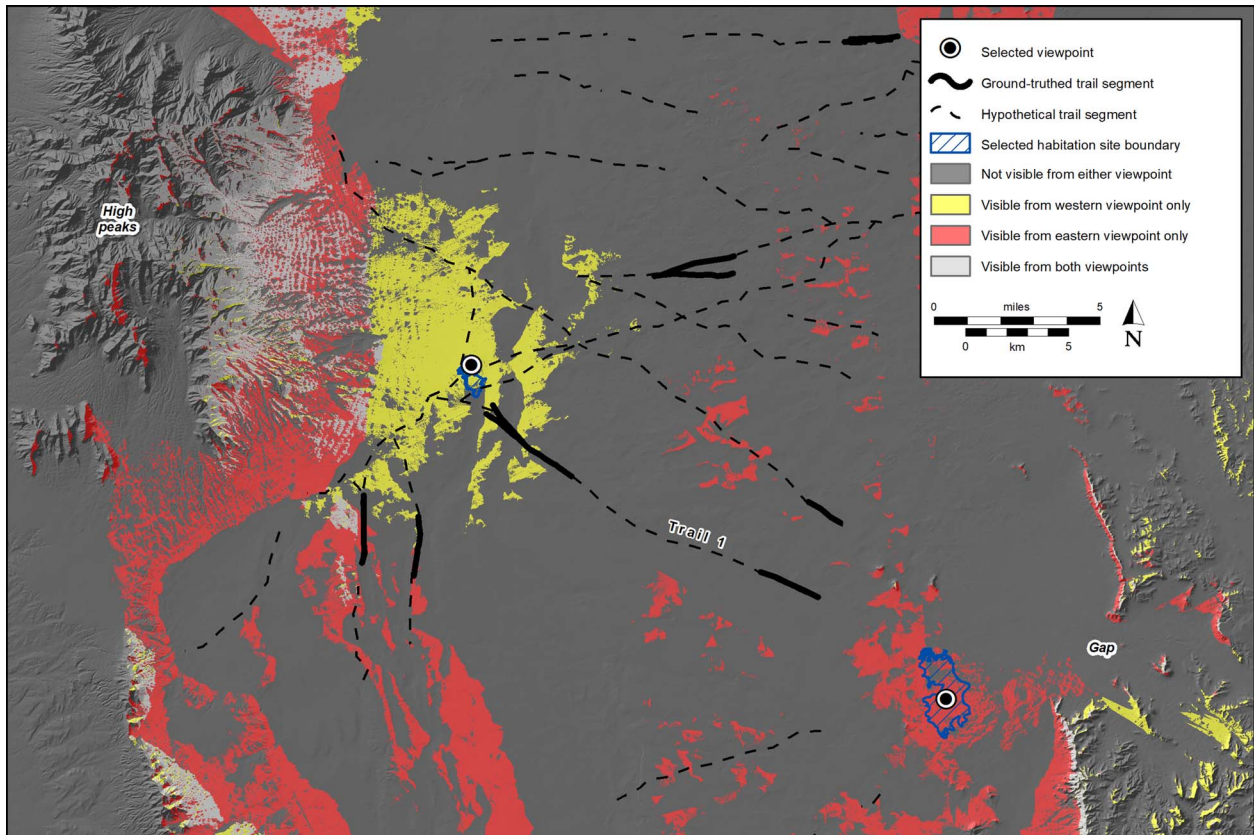 High
peaks
Trail 1
Gap
Selected viewpoint
Ground-truthed trail segment
Hypothetical trail segment
Selected habitation site boundary
Not visible from either viewpoint
Visible from western viewpoint only
Visible from eastern viewpoint only
Visible from both viewpoints
0 miles 5
0 km 5
N